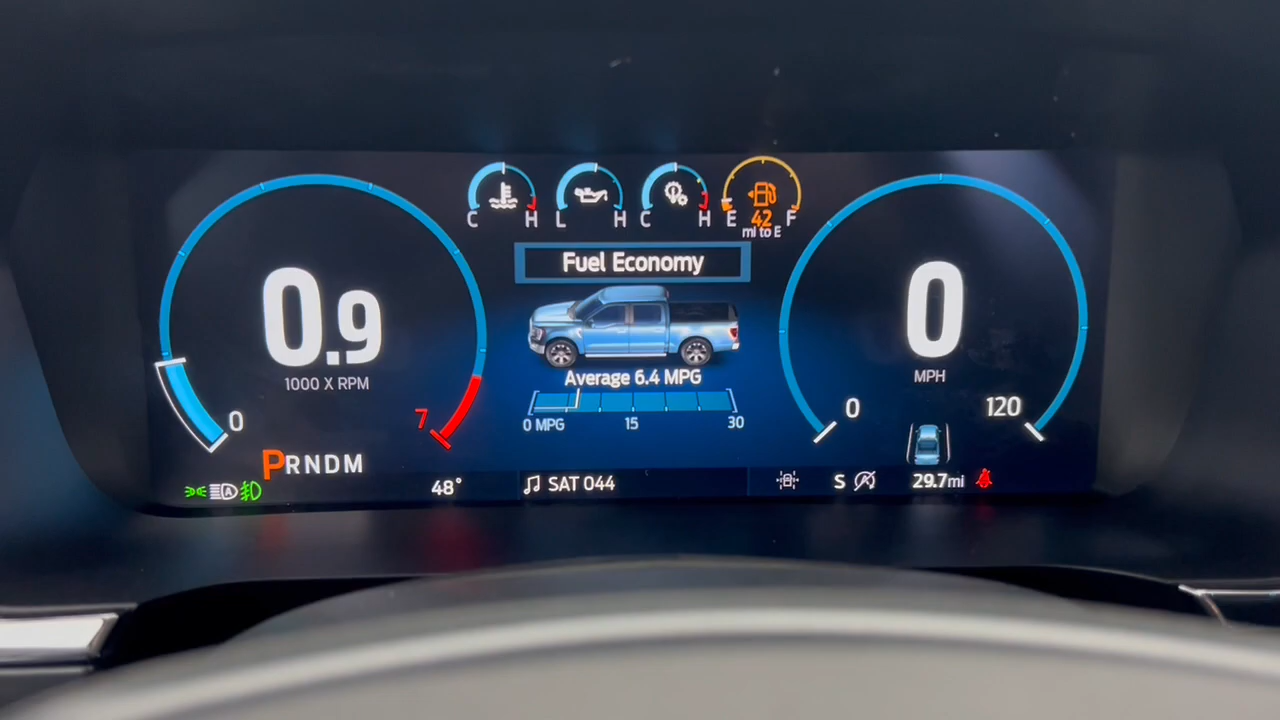 C H L H C H E 42 F
mi to E
Fuel Economy
0.9
1000 X RPM
0
7
PRNDM
Average 6.4 MPG
0 MPG 15 30
0
MPH
0 120
A
48°
SAT 044
S A
29.7mi